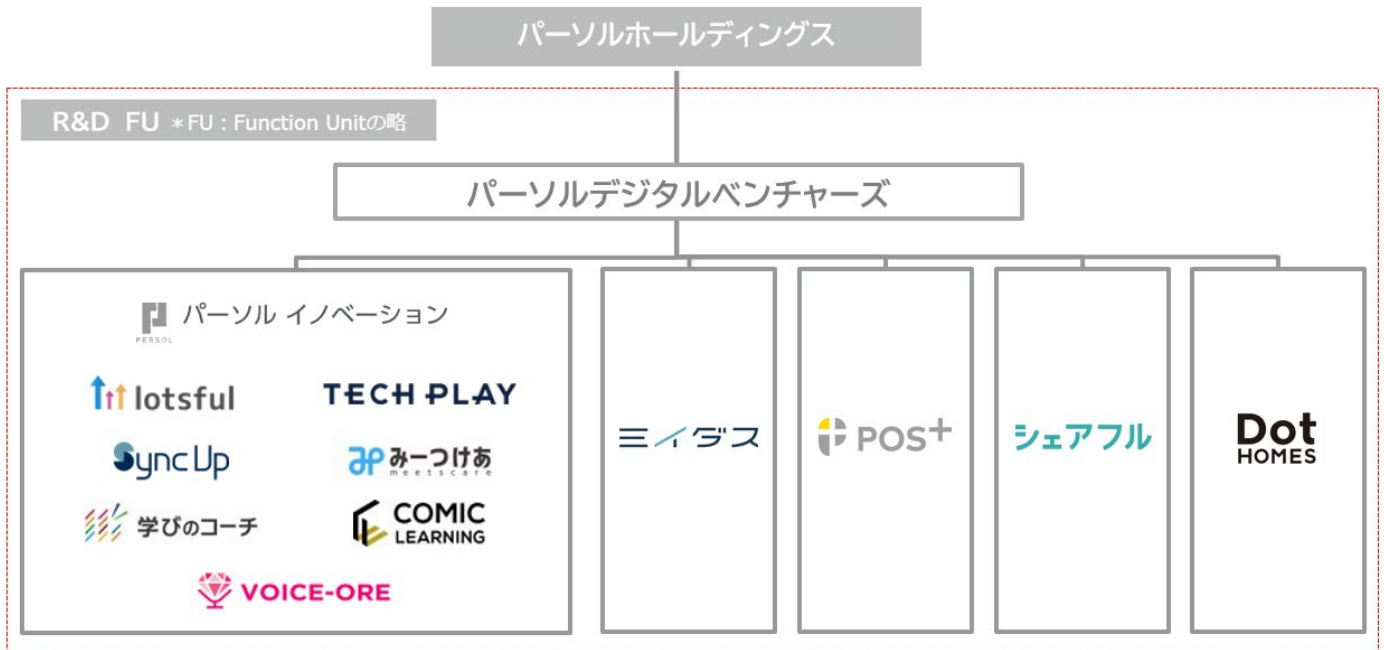 パーソルホールディングス
R&D FU *FU:Function Unitの略
パーソルデジタルベンチャーズ
パーソル イノベーション
PERSOL
lotsful
TECH PLAY
Sync Up
みーつけあ
meetscare
学びのコーチ
COMIC
LEARNING
VOICE-ORE
ミイダス
POS+
シェアフル
Dot
HOMES